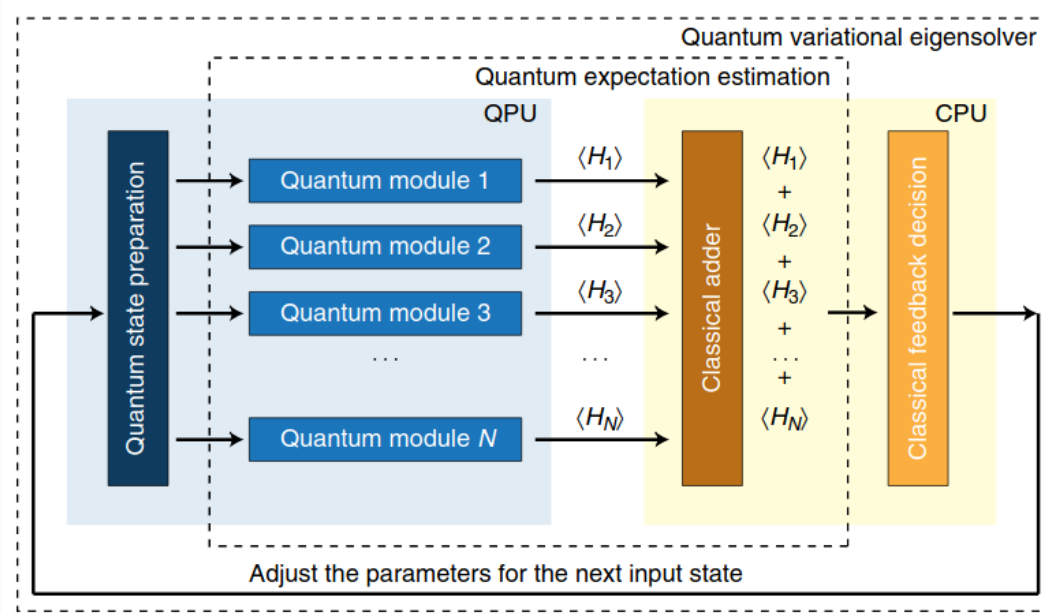 Quantum variational eigensolver
Quantum expectation estimation
QPU
CPU
Quantum state preparation
Quantum module 1
Quantum module 2
Quantum module 3
...
Quantum module N
⟨H₁⟩
⟨H₂⟩
⟨H₃⟩
...
⟨H_N⟩
Classical adder
⟨H₁⟩
+
⟨H₂⟩
+
⟨H₃⟩
+
...
+
⟨H_N⟩
Classical feedback decision
Adjust the parameters for the next input state